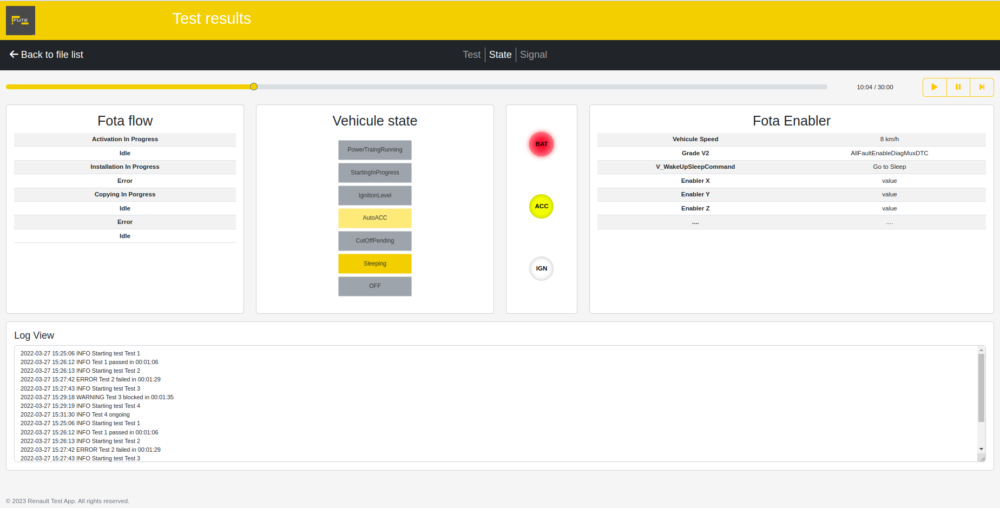 FUTE
Test results
Back to file list
Test State Signal
10:04 / 30:00
Fota flow
Activation In Progress
Idle
Installation In Progress
Error
Copying In Porgress
Idle
Error
Idle
Vehicule state
PowerTraingRunning
StartingInProgress
IgnitionLevel
AutoACC
CutOffPending
Sleeping
OFF
BAT
ACC
IGN
Fota Enabler
Vehicule Speed 8 km/h
Grade V2 AllFaultEnableDiagMuxDTC
V_WakeUpSleepCommand Go to Sleep
Enabler X value
Enabler Y value
Enabler Z value
.... ....
Log View
2022-03-27 15:25:06 INFO Starting test Test 1
2022-03-27 15:26:12 INFO Test 1 passed in 00:01:06
2022-03-27 15:26:13 INFO Starting test Test 2
2022-03-27 15:27:42 ERROR Test 2 failed in 00:01:29
2022-03-27 15:27:43 INFO Starting test Test 3
2022-03-27 15:29:18 WARNING Test 3 blocked in 00:01:35
2022-03-27 15:29:19 INFO Starting test Test 4
2022-03-27 15:31:30 INFO Test 4 ongoing
2022-03-27 15:25:06 INFO Starting test Test 1
2022-03-27 15:26:12 INFO Test 1 passed in 00:01:06
2022-03-27 15:26:13 INFO Starting test Test 2
2022-03-27 15:27:42 ERROR Test 2 failed in 00:01:29
2022-03-27 15:27:43 INFO Starting test Test 3
© 2023 Renault Test App. All rights reserved.